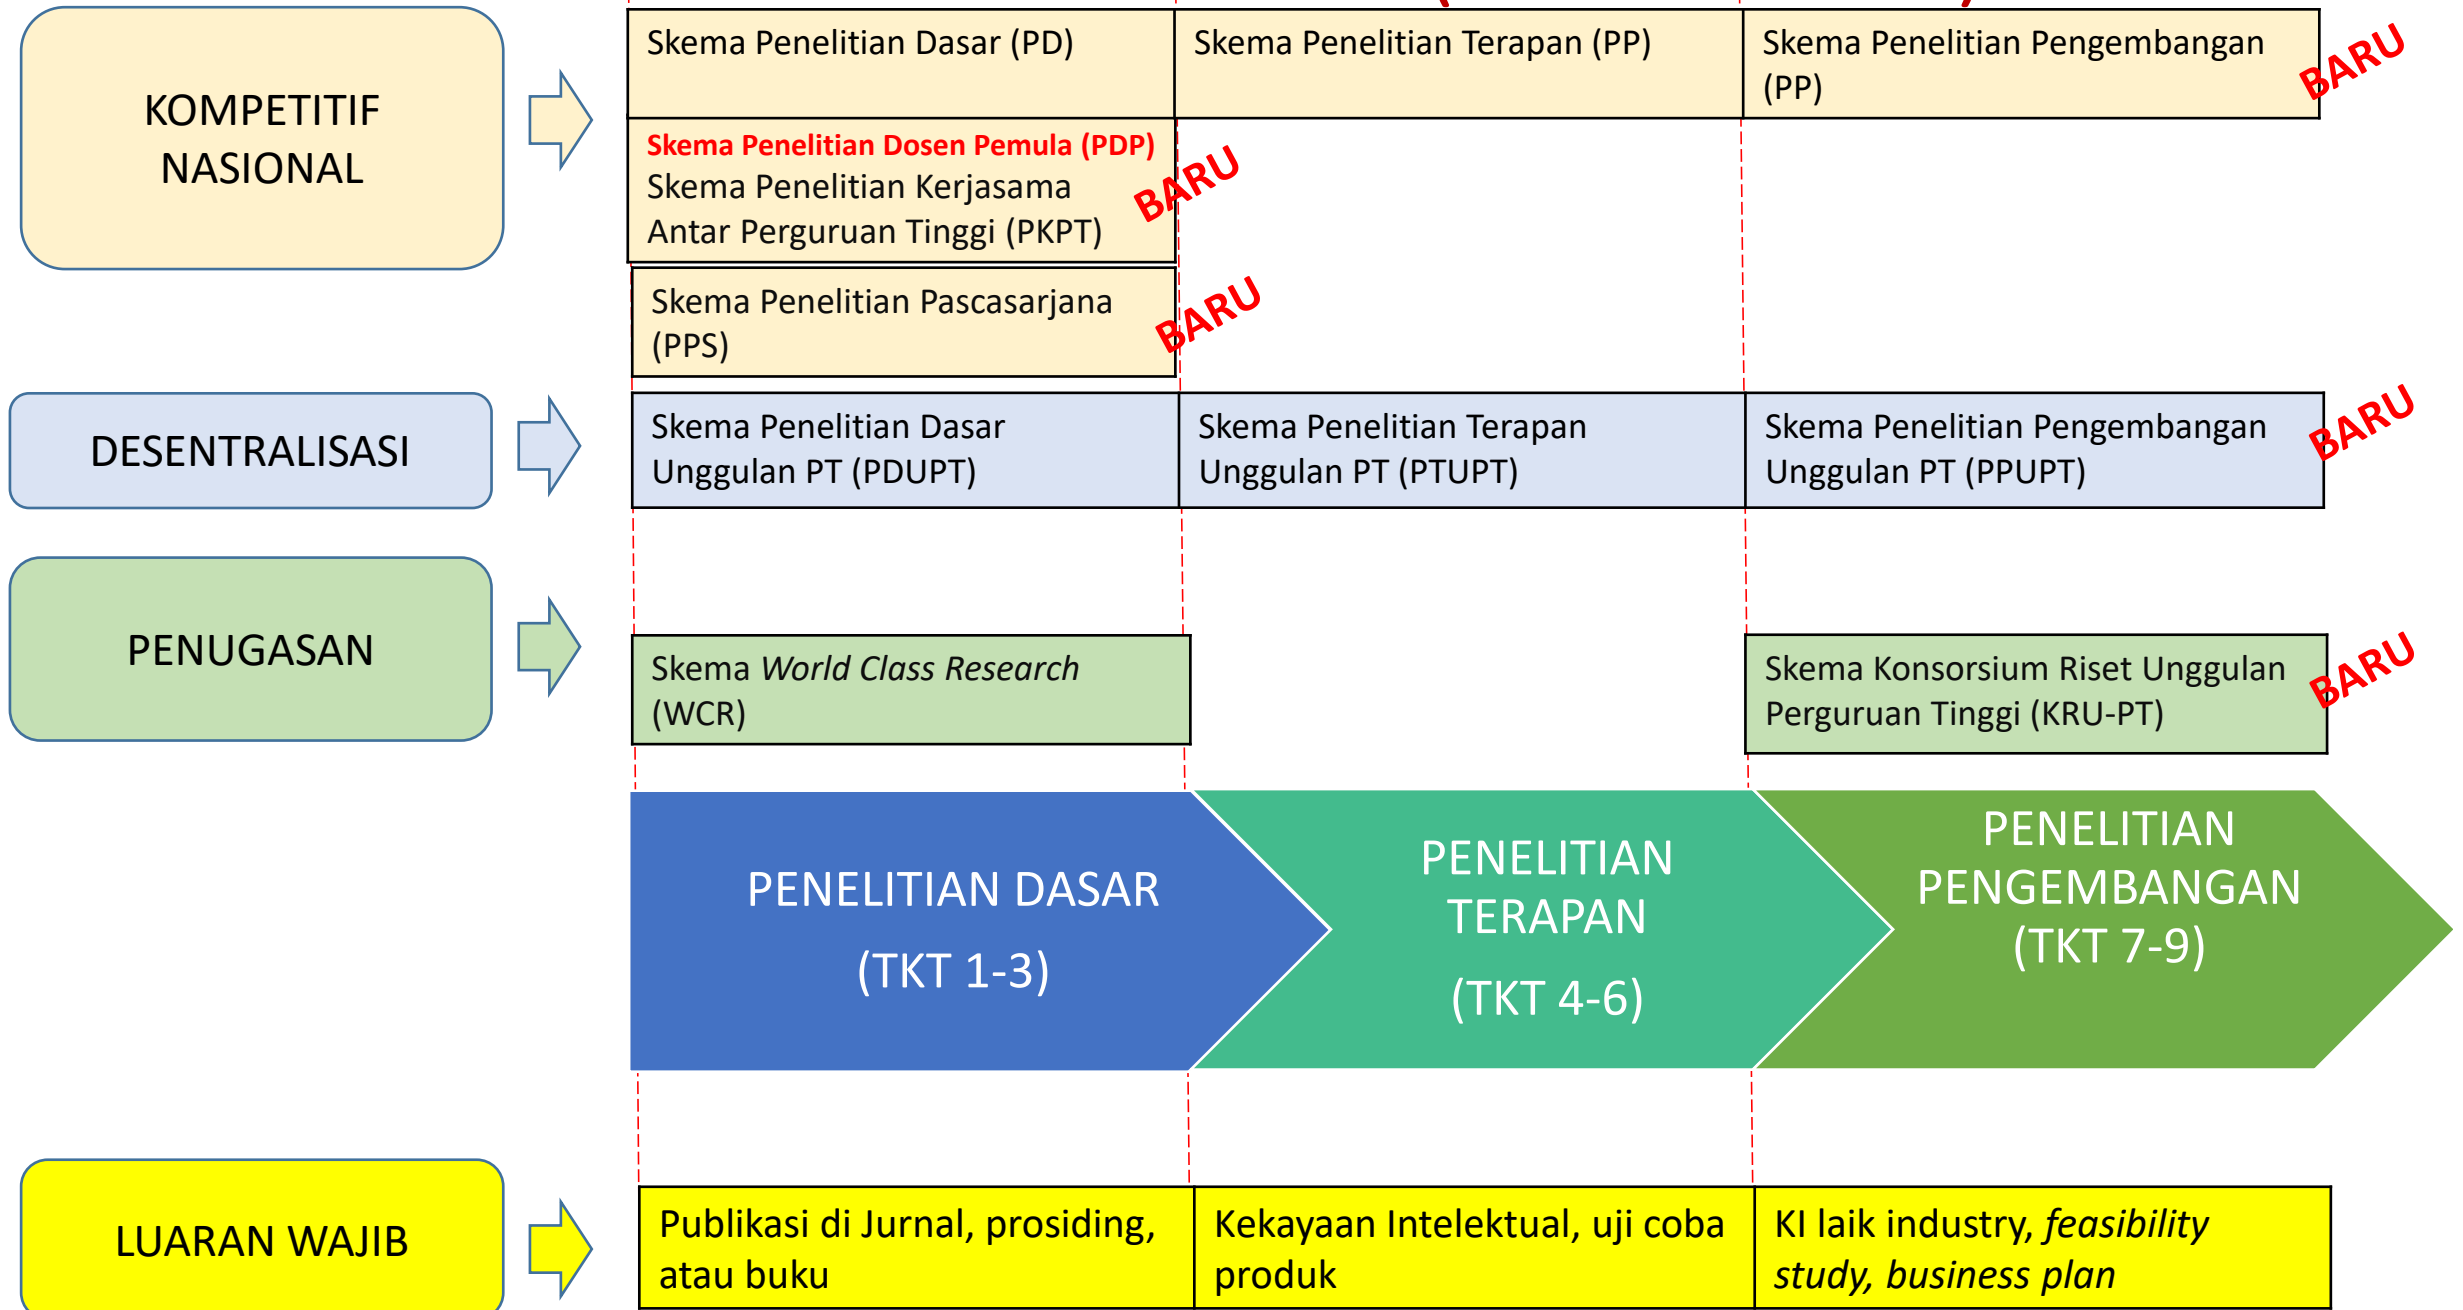 KOMPETITIF
NASIONAL
Skema Penelitian Dasar (PD)
Skema Penelitian Terapan (PP)
Skema Penelitian Pengembangan
(PP)
BARU
Skema Penelitian Dosen Pemula (PDP)
Skema Penelitian Kerjasama
Antar Perguruan Tinggi (PKPT)
BARU
Skema Penelitian Pascasarjana
(PPS)
BARU
DESENTRALISASI
Skema Penelitian Dasar
Unggulan PT (PDUPT)
Skema Penelitian Terapan
Unggulan PT (PTUPT)
Skema Penelitian Pengembangan
Unggulan PT (PPUPT)
BARU
PENUGASAN
Skema World Class Research
(WCR)
Skema Konsorsium Riset Unggulan
Perguruan Tinggi (KRU-PT)
BARU
PENELITIAN DASAR
(TKT 1-3)
PENELITIAN
TERAPAN
(TKT 4-6)
PENELITIAN
PENGEMBANGAN
(TKT 7-9)
LUARAN WAJIB
Publikasi di Jurnal, prosiding,
atau buku
Kekayaan Intelektual, uji coba
produk
KI laik industry, feasibility
study, business plan